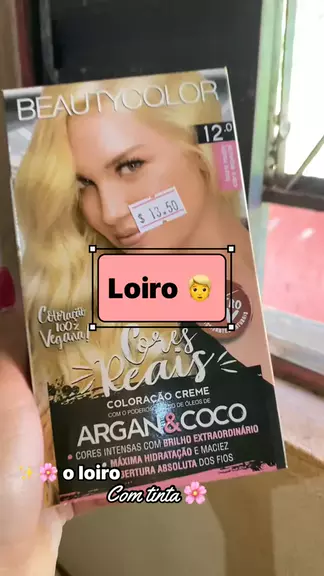 BEAUTYCOLOR
12.0
$ 13.50
Loiro 👱
Coloração
100%
Vegana!
Cores
Reais
COLORAÇÃO CREME
ARGAN&COCO
• CORES INTENSAS COM BRILHO EXTRAORDINÁRIO
MÁXIMA HIDRATAÇÃO E MACIEZ
ABSOLUTA DOS FIOS
✨🌸 o loiro
Com tinta 🌸